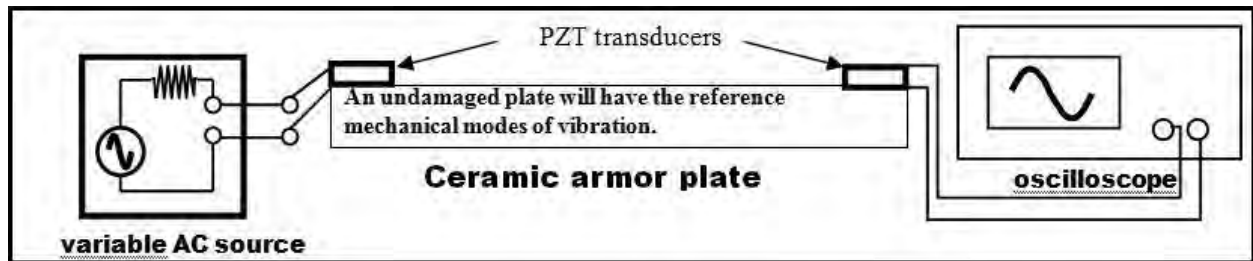 PZT transducers
An undamaged plate will have the reference
mechanical modes of vibration.
Ceramic armor plate
oscilloscope
variable AC source